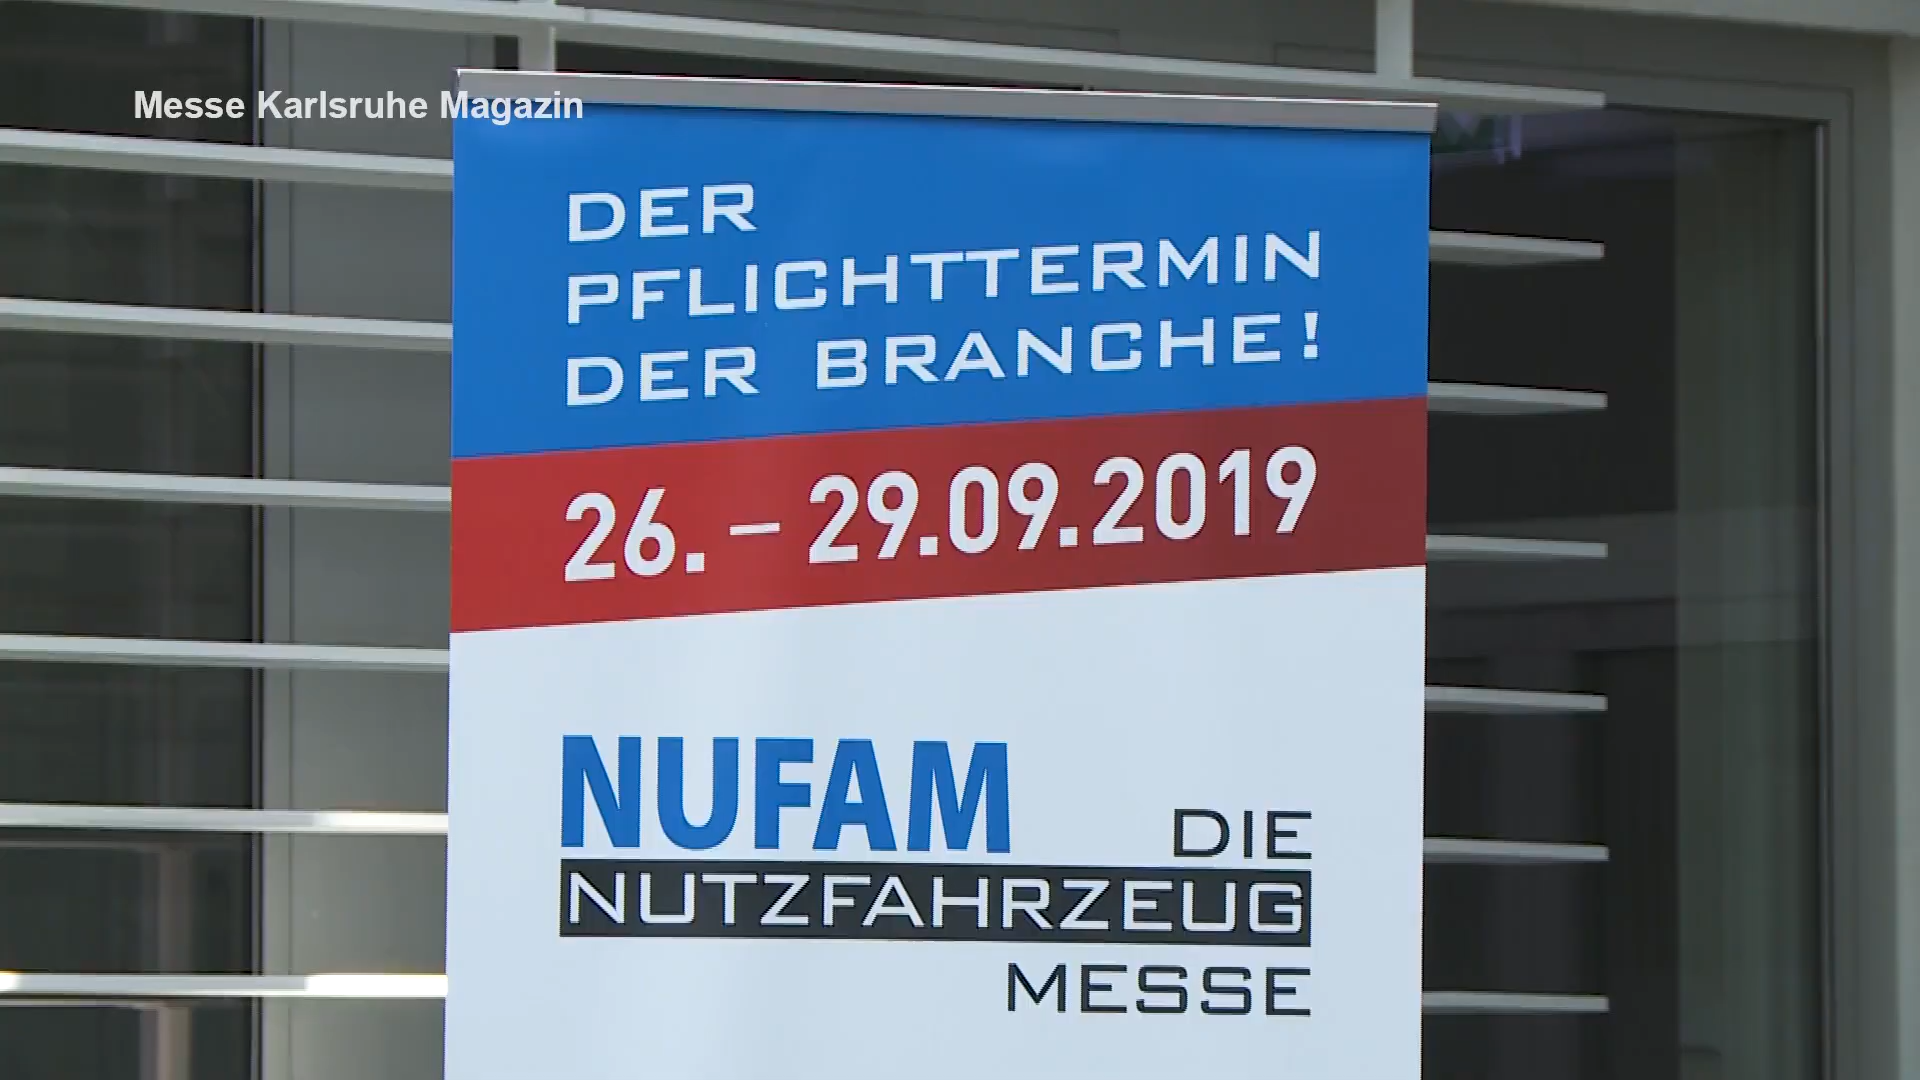 Messe Karlsruhe Magazin
DER
PFLICHTTERMIN
DER BRANCHE!
26. – 29.09.2019
NUFAM
DIE
NUTZFAHRZEUG
MESSE